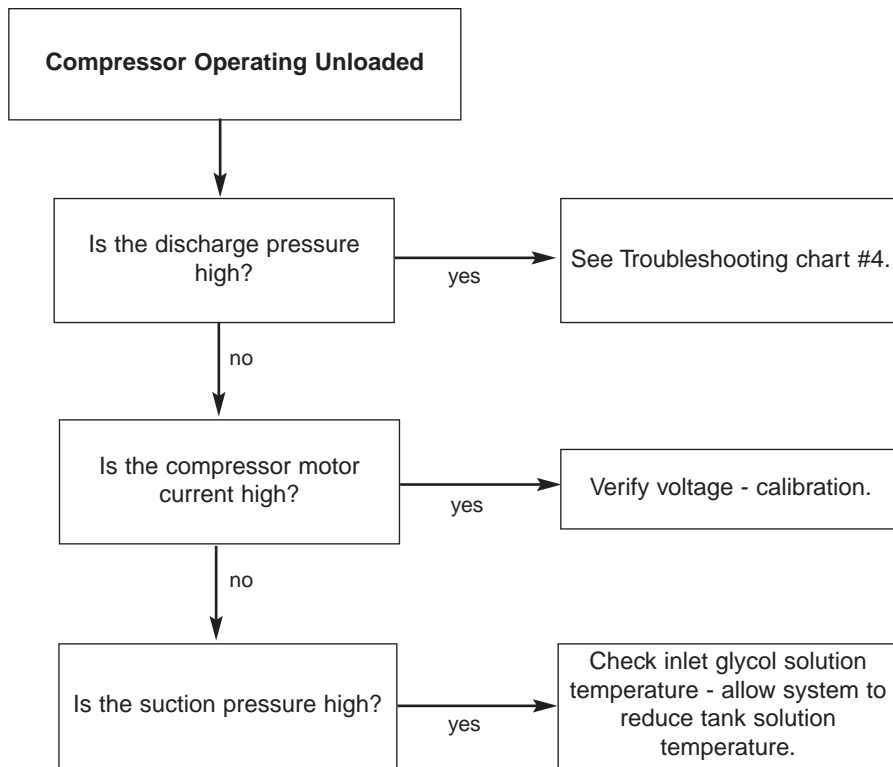 Compressor Operating Unloaded
Is the discharge pressure
high?
yes
See Troubleshooting chart #4.
no
Is the compressor motor
current high?
yes
Verify voltage - calibration.
no
Is the suction pressure high?
yes
Check inlet glycol solution
temperature - allow system to
reduce tank solution
temperature.